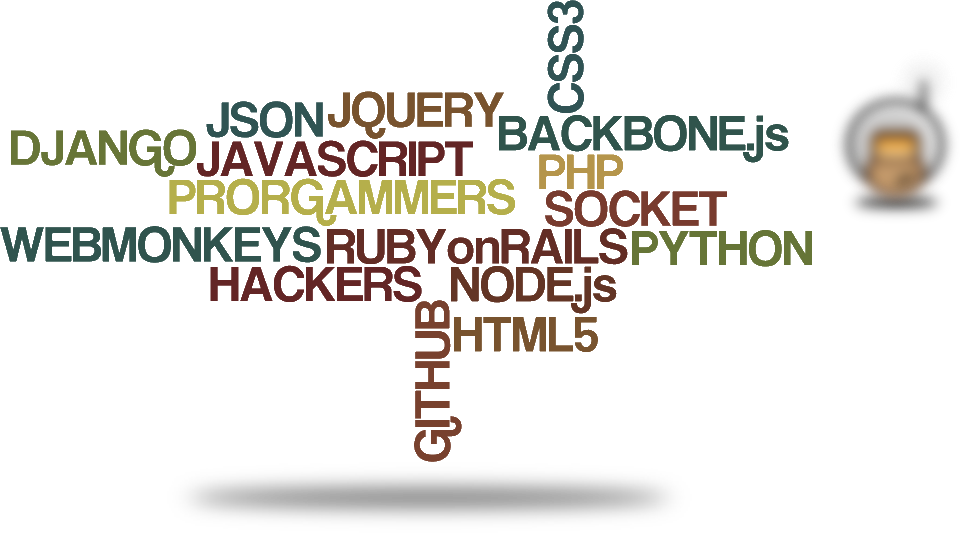 CSS3
JSON
JQUERY
BACKBONE.js
DJANGO
JAVASCRIPT
PHP
PRORGAMMERS
SOCKET
WEBMONKEYS
RUBYonRAILS
PYTHON
HACKERS
NODE.js
GITHUB
HTML5